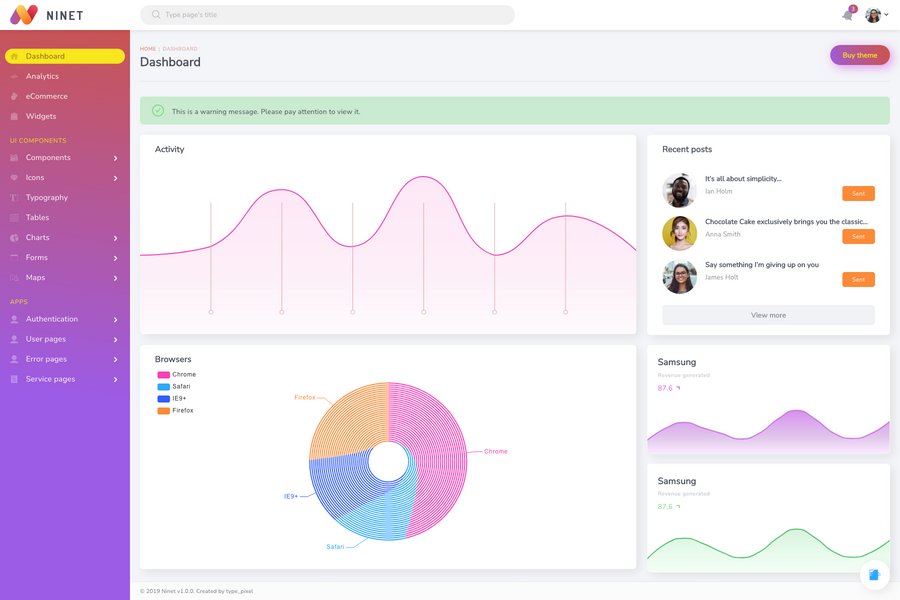 NINET
Type page's title
3
Dashboard
Analytics
eCommerce
Widgets
UI COMPONENTS
Components
Icons
Typography
Tables
Charts
Forms
Maps
APPS
Authentication
User pages
Error pages
Service pages
HOME : DASHBOARD
Dashboard
Buy theme
This is a warning message. Please pay attention to view it.
Activity
Recent posts
It's all about simplicity...
Ian Holm
Sent
Chocolate Cake exclusively brings you the classic...
Anna Smith
Sent
Say something I'm giving up on you
James Holt
Sent
View more
Browsers
Chrome
Safari
IE9+
Firefox
Firefox
Chrome
IE9+
Safari
Samsung
Revenue generated
87.6
Samsung
Revenue generated
87.6
© 2019 Ninet v1.0.0. Created by type_pixel